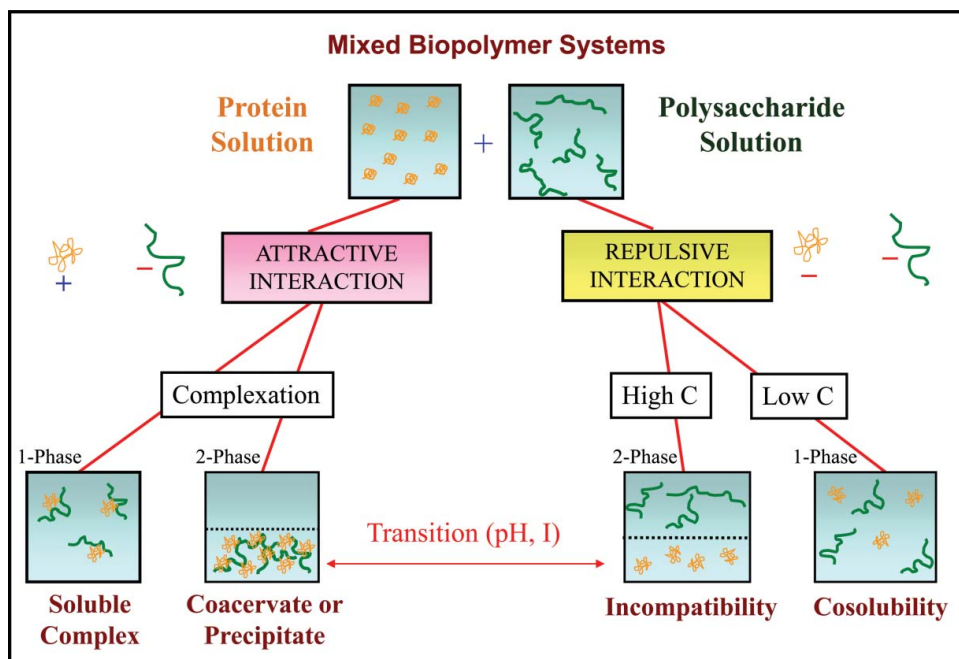 Mixed Biopolymer Systems
Protein
Solution
+
Polysaccharide
Solution
+
−
ATTRACTIVE
INTERACTION
REPULSIVE
INTERACTION
−
−
Complexation
High C
Low C
1-Phase
2-Phase
2-Phase
1-Phase
Transition (pH, I)
Soluble
Complex
Coacervate or
Precipitate
Incompatibility
Cosolubility